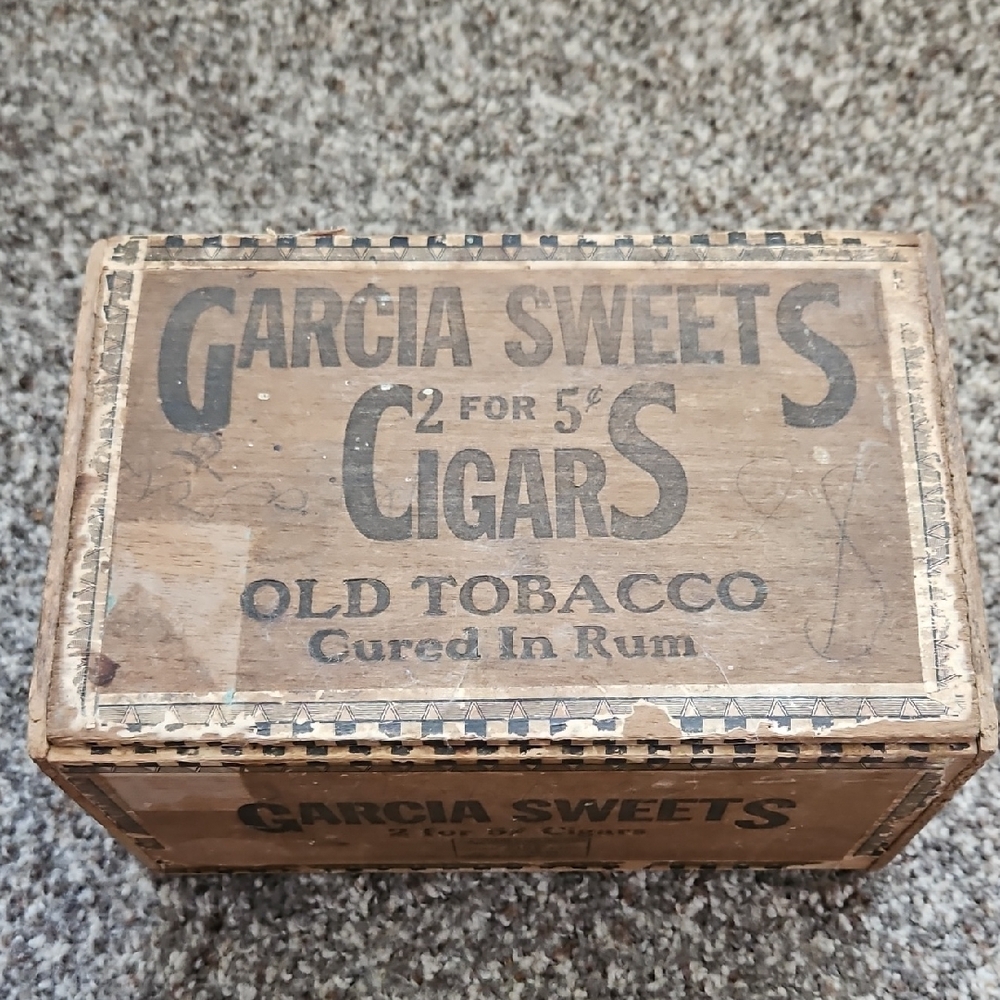 GARCIA SWEETS
2 FOR 5¢
CIGARS
OLD TOBACCO
Cured In Rum
GARCIA SWEETS
2 for 5¢ Cigars